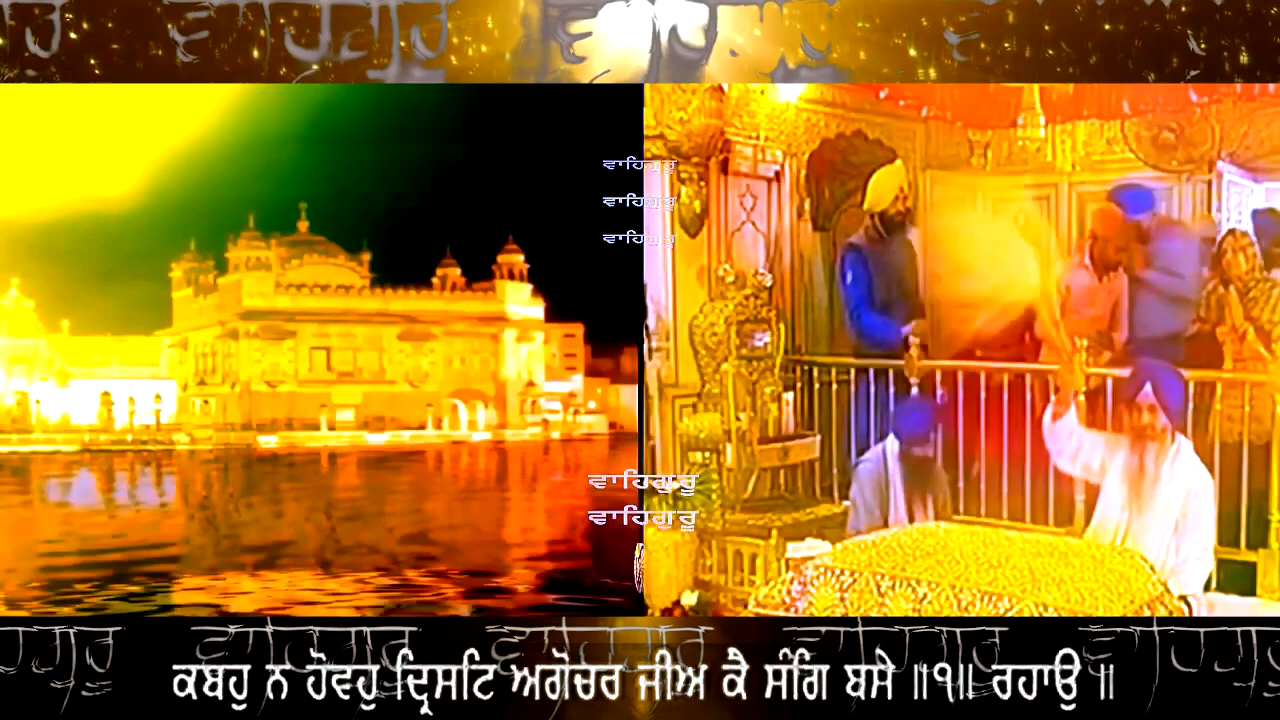 ਵਾਹਿਗੁਰੂ
ਵਾਹਿਗੁਰੂ
ਵਾਹਿਗੁਰੂ
ਵਾਹਿਗੁਰੂ
ਵਾਹਿਗੁਰੂ
ਵਾਹਿਗੁਰੂ ਵਾਹਿਗੁਰੂ
ਵਾਹਿਗੁਰੂ ਵਾਹਿਗੁਰੂ ਵਾਹਿਗੁਰੂ
ਕਬਹੁ ਨ ਹੋਵਹੁ ਦ੍ਰਿਸਟਿ ਅਗੋਚਰ ਜੀਅ ਕੈ ਸੰਗਿ ਬਸੇ ॥੧॥ ਰਹਾਉ ॥